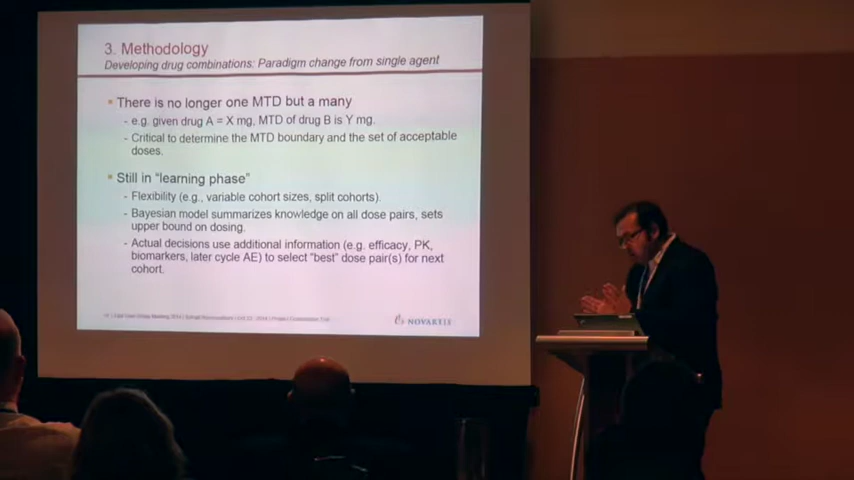 3. Methodology
Developing drug combinations: Paradigm change from single agent
There is no longer one MTD but a many
- e.g. given drug A = X mg, MTD of drug B is Y mg.
- Critical to determine the MTD boundary and the set of acceptable
doses.
Still in "learning phase"
- Flexibility (e.g., variable cohort sizes, split cohorts).
- Bayesian model summarizes knowledge on all dose pairs, sets
upper bound on dosing.
- Actual decisions use additional information (e.g. efficacy, PK,
biomarkers, later cycle AE) to select "best" dose pair(s) for next
cohort.
NOVARTIS